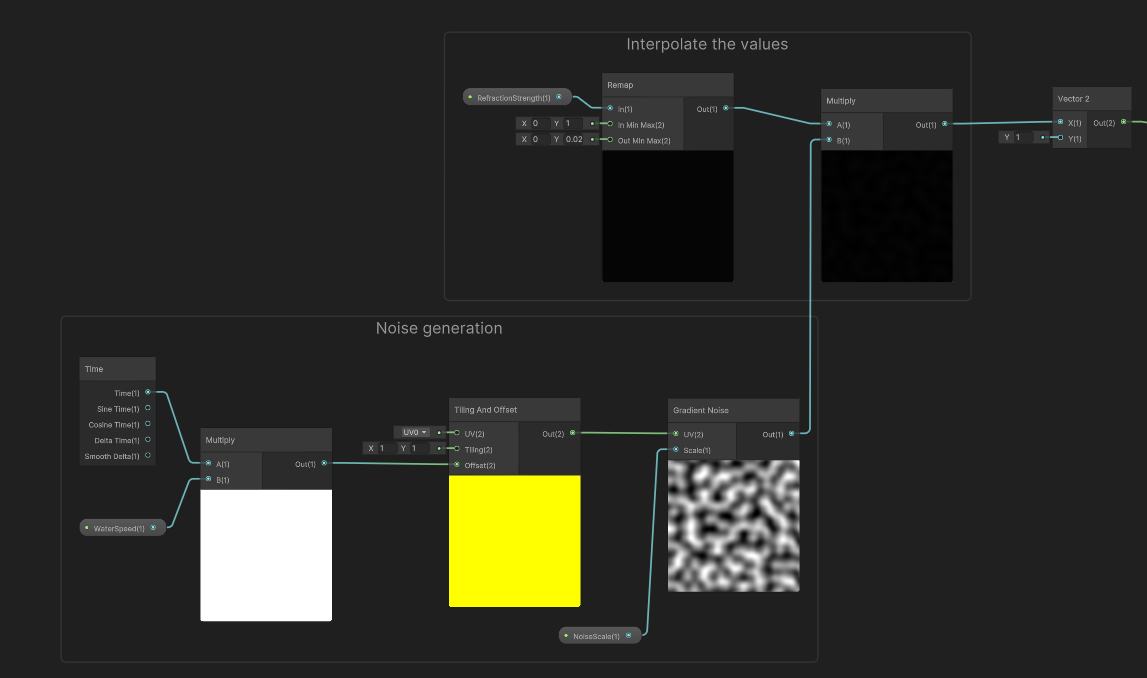 Interpolate the values
Remap
RefractionStrength(1)
In(1)
Out(1)
X 0 Y 1
In Min Max(2)
X 0 Y 0.02
Out Min Max(2)
Multiply
A(1)
Out(1)
B(1)
Vector 2
X(1)
Out(2)
Y 1
Y(1)
Noise generation
Time
Time(1)
Sine Time(1)
Cosine Time(1)
Delta Time(1)
Smooth Delta(1)
WaterSpeed(1)
Multiply
A(1)
Out(1)
B(1)
Tiling And Offset
UV0
UV(2)
Out(2)
X 1 Y 1
Tiling(2)
Offset(2)
Gradient Noise
UV(2)
Out(1)
Scale(1)
NoiseScale(1)